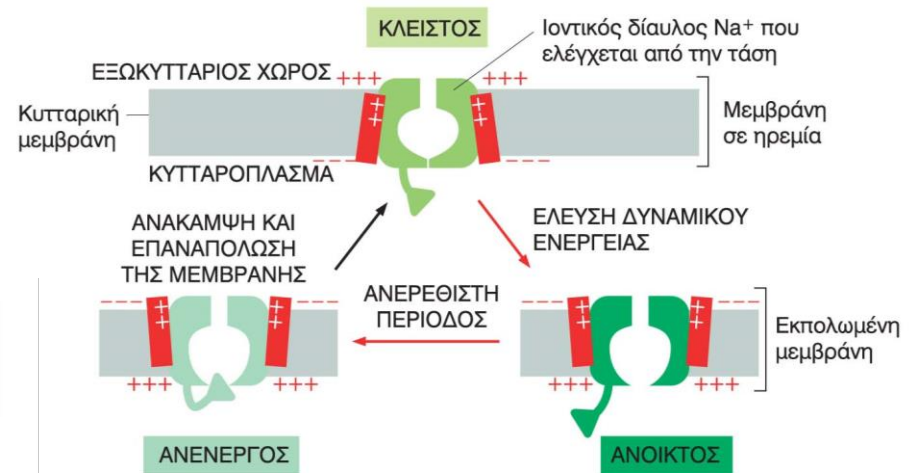 ΚΛΕΙΣΤΟΣ
Ιοντικός δίαυλος Na+ που
ελέγχεται από την τάση
ΕΞΩΚΥΤΤΑΡΙΟΣ ΧΩΡΟΣ +++ +++
Κυτταρική
μεμβράνη
++ ++
Μεμβράνη
σε ηρεμία
ΚΥΤΤΑΡΟΠΛΑΣΜΑ
––– –––
ΑΝΑΚΑΜΨΗ ΚΑΙ
ΕΠΑΝΑΠΟΛΩΣΗ
ΤΗΣ ΜΕΜΒΡΑΝΗΣ
ΕΛΕΥΣΗ ΔΥΝΑΜΙΚΟΥ
ΕΝΕΡΓΕΙΑΣ
ΑΝΕΡΕΘΙΣΤΗ
ΠΕΡΙΟΔΟΣ
––– –––
++ ++
+++ +++
ΑΝΕΝΕΡΓΟΣ
––– –––
++ ++
+++ +++
Εκπολωμένη
μεμβράνη
ΑΝΟΙΚΤΟΣ